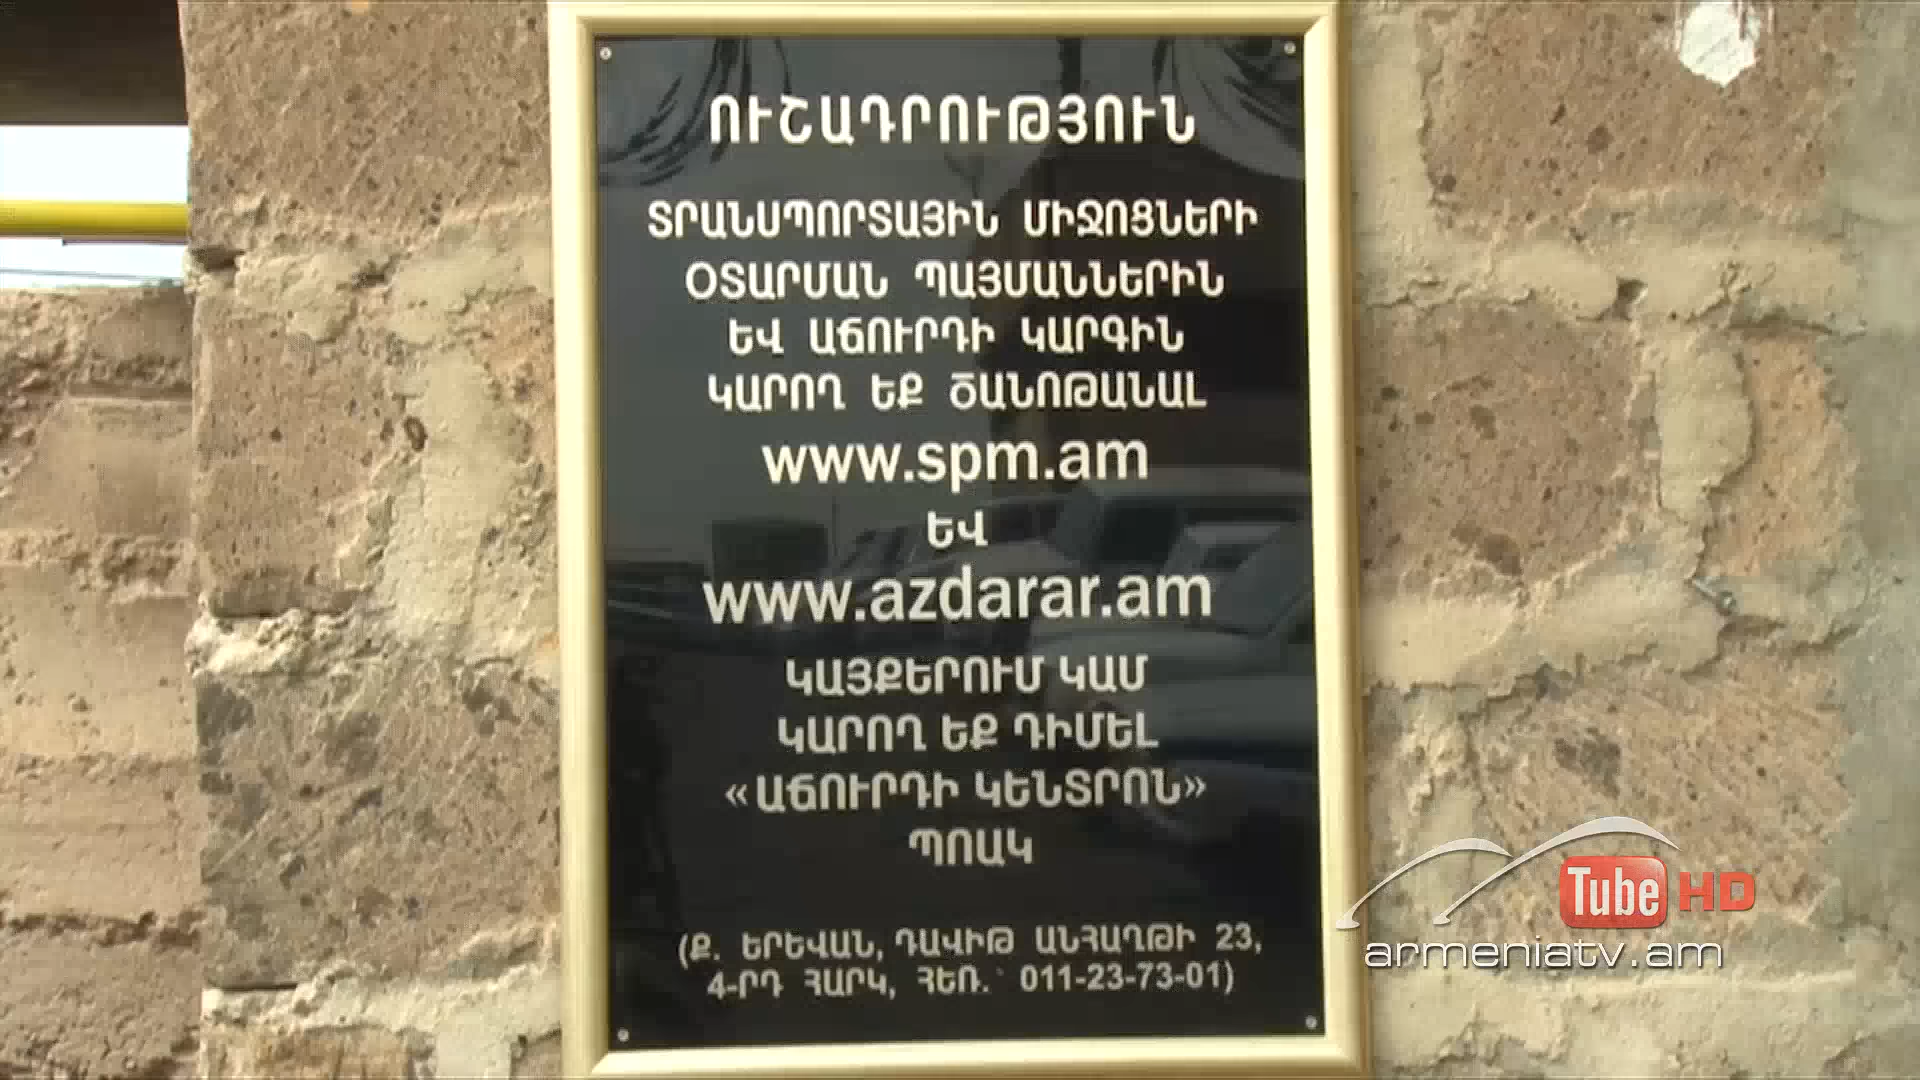 ՈՒՇԱԴՐՈՒԹՅՈՒՆ
ՏՐԱՆՍՊՈՐՏԱՅԻՆ ՄԻՋՈՑՆԵՐԻ
ՕՏԱՐՄԱՆ ՊԱՅՄԱՆՆԵՐԻՆ
ԵՎ ԱՃՈՒՐԴԻ ԿԱՐԳԻՆ
ԿԱՐՈՂ ԵՔ ԾԱՆՈԹԱՆԱԼ
www.spm.am
ԵՎ
www.azdarar.am
ԿԱՅՔԵՐՈՒՄ ԿԱՄ
ԿԱՐՈՂ ԵՔ ԴԻՄԵԼ
«ԱՃՈՒՐԴԻ ԿԵՆՏՐՈՆ»
ՊՈԱԿ
(Ք. ԵՐԵՎԱՆ, ԴԱՎԻԹ ԱՆՀԱՂԹԻ 23,
4-ՐԴ ՀԱՐԿ, ՀԵՌ.՝ 011-23-73-01)
Tube HD
armeniatv.am